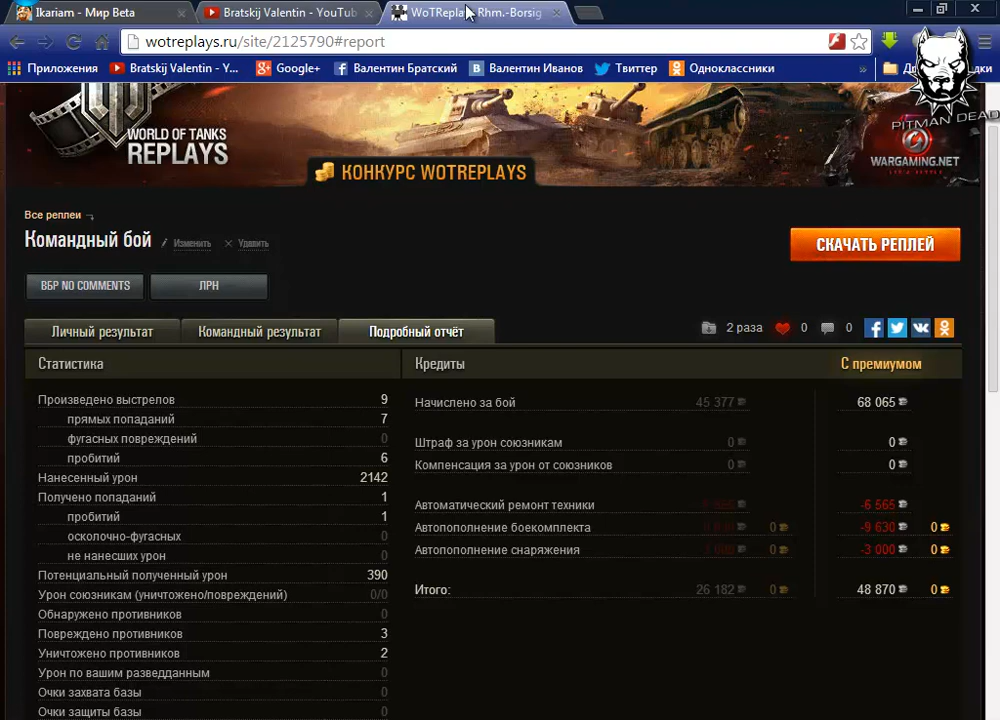 Ikariam - Мир Beta
Bratskij Valentin - YouTub
WoTReplay Rhm.-Borsig
wotreplays.ru/site/2125790#report
Приложения
Bratskij Valentin - Y...
Google+
Валентин Братский
Валентин Иванов
Твиттер
Одноклассники
»
PITMAN DEAD
WORLD OF TANKS
REPLAYS
КОНКУРС WOTREPLAYS
WARGAMING.NET
Все реплеи
Командный бой Изменить Удалить
СКАЧАТЬ РЕПЛЕЙ
ВБР NO COMMENTS ЛРН
Личный результат Командный результат Подробный отчёт 2 раза 0 0
Статистика Кредиты С премиумом
Произведено выстрелов 9
прямых попаданий 7
фугасных повреждений 0
пробитий 6
Нанесенный урон 2142
Получено попаданий 1
пробитий 1
осколочно-фугасных 0
не нанесших урон 0
Потенциальный полученный урон 390
Урон союзникам (уничтожено/повреждений) 0/0
Обнаружено противников 0
Повреждено противников 3
Уничтожено противников 2
Урон по вашим разведданным 0
Очки захвата базы 0
Очки защиты базы 0
Начислено за бой 45 377 68 065
Штраф за урон союзникам 0 0
Компенсация за урон от союзников 0 0
Автоматический ремонт техники -6 565
Автопополнение боекомплекта 0 -9 630 0
Автопополнение снаряжения 0 -3 000 0
Итого: 26 182 0 48 870 0